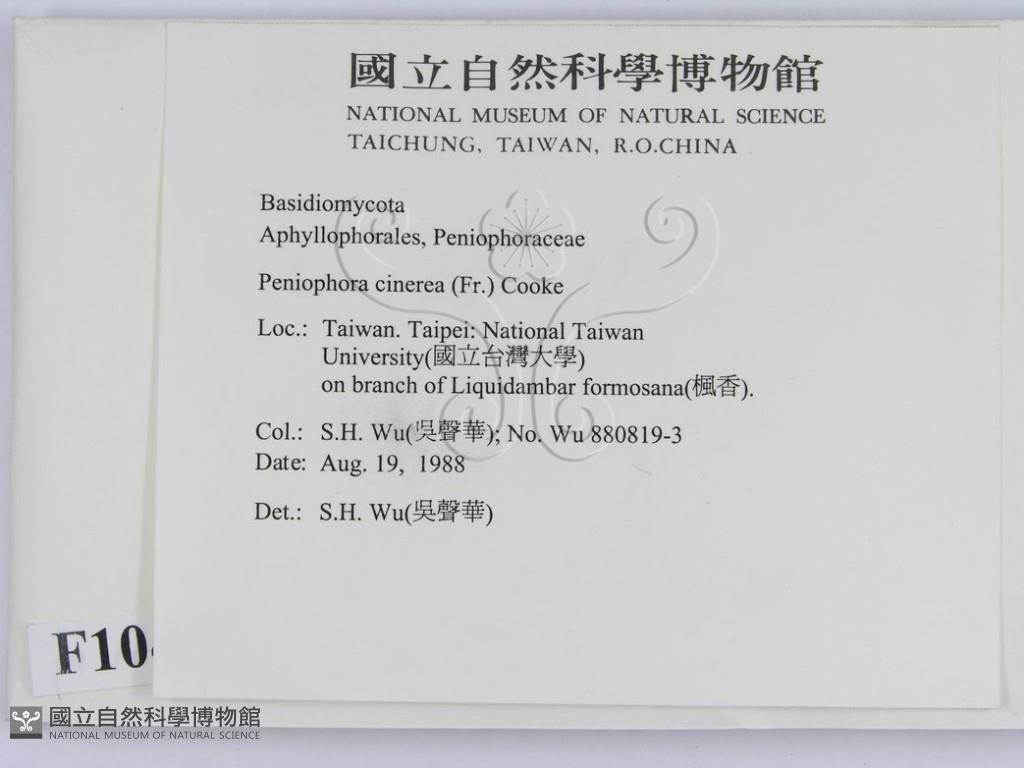 國立自然科學博物館
NATIONAL MUSEUM OF NATURAL SCIENCE
TAICHUNG, TAIWAN, R.O.CHINA
Basidiomycota
Aphyllophorales, Peniophoraceae
Peniophora cinerea (Fr.) Cooke
Loc.: Taiwan. Taipei: National Taiwan
University(國立台灣大學)
on branch of Liquidambar formosana(楓香).
Col.: S.H. Wu(吳聲華); No. Wu 880819-3
Date: Aug. 19, 1988
Det.: S.H. Wu(吳聲華)
F10
國立自然科學博物館
NATIONAL MUSEUM OF NATURAL SCIENCE